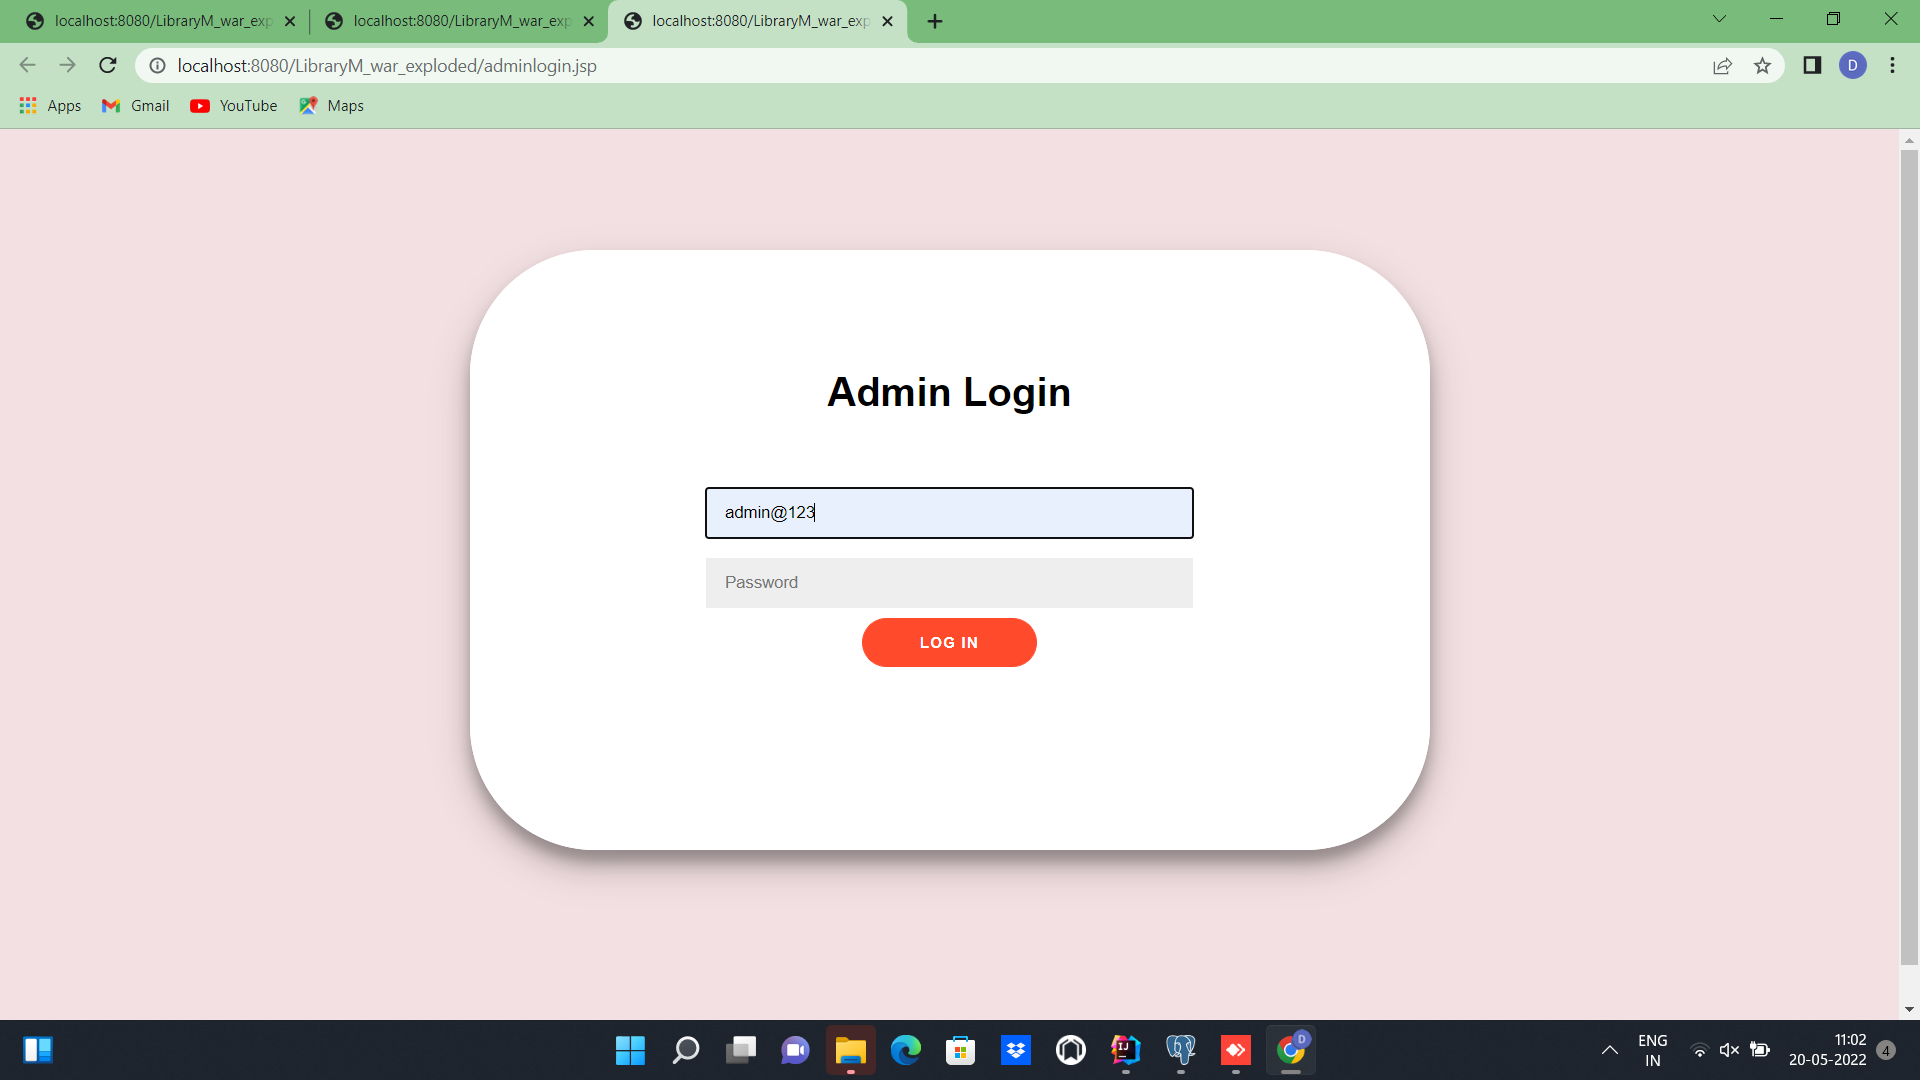 localhost:8080/LibraryM_war_exp
localhost:8080/LibraryM_war_exp
localhost:8080/LibraryM_war_exp
localhost:8080/LibraryM_war_exploded/adminlogin.jsp
D
Apps
Gmail
YouTube
Maps
Admin Login
admin@123
Password
LOG IN
IJ
D
ENG
IN
11:02
20-05-2022
4